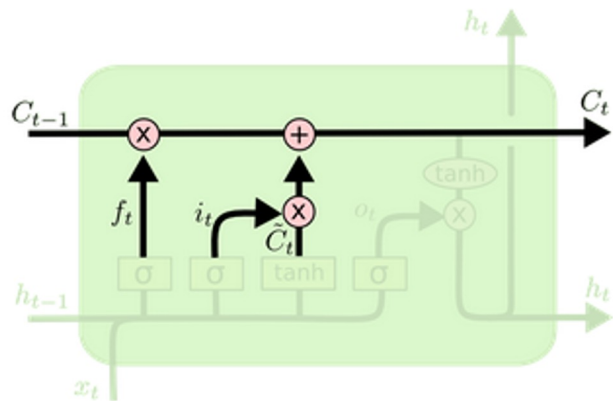 h_t
C_{t-1} × + C_t
tanh
f_t i_t × o_t ×
C̃_t
σ σ tanh σ
h_{t-1} h_t
x_t